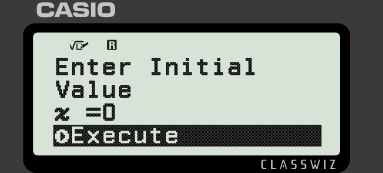 CASIO
√▱ R
Enter Initial
Value
x =0
Execute
CLASSWIZ